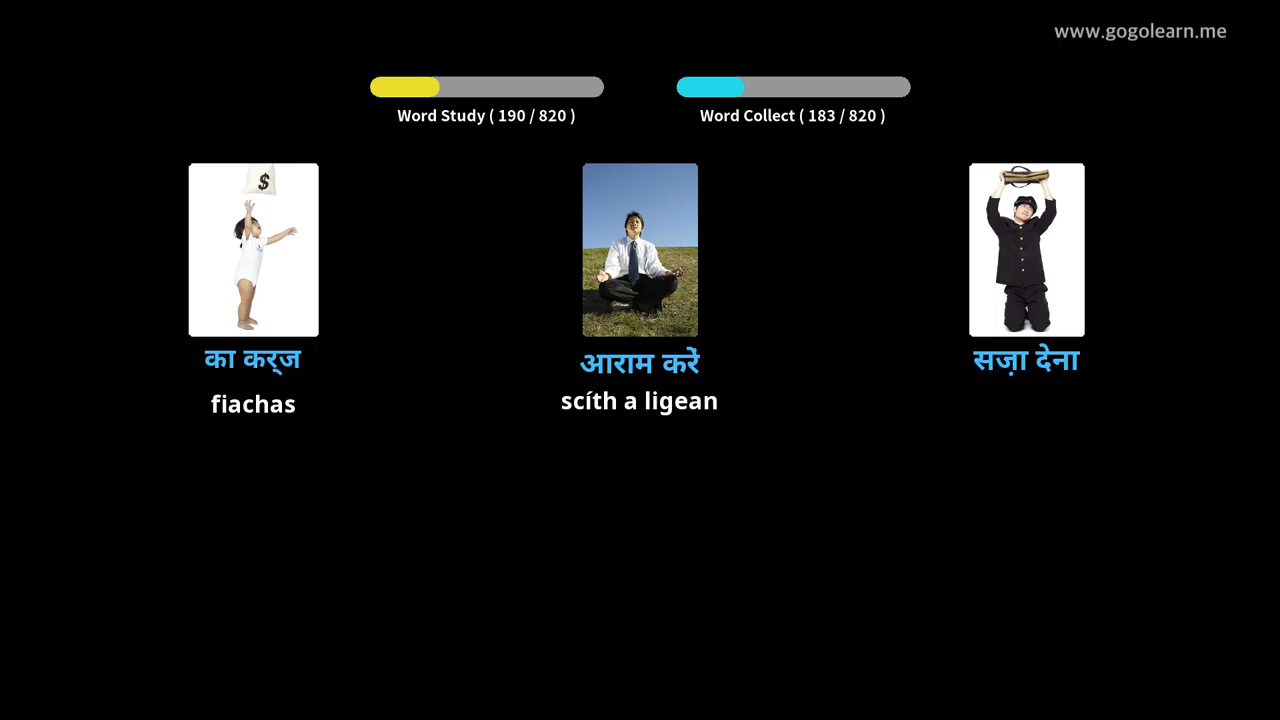 www.gogolearn.me
Word Study ( 190 / 820 )
Word Collect ( 183 / 820 )
$
का कर्ज
आराम करें
सज़ा देना
fiachas
scíth a ligean